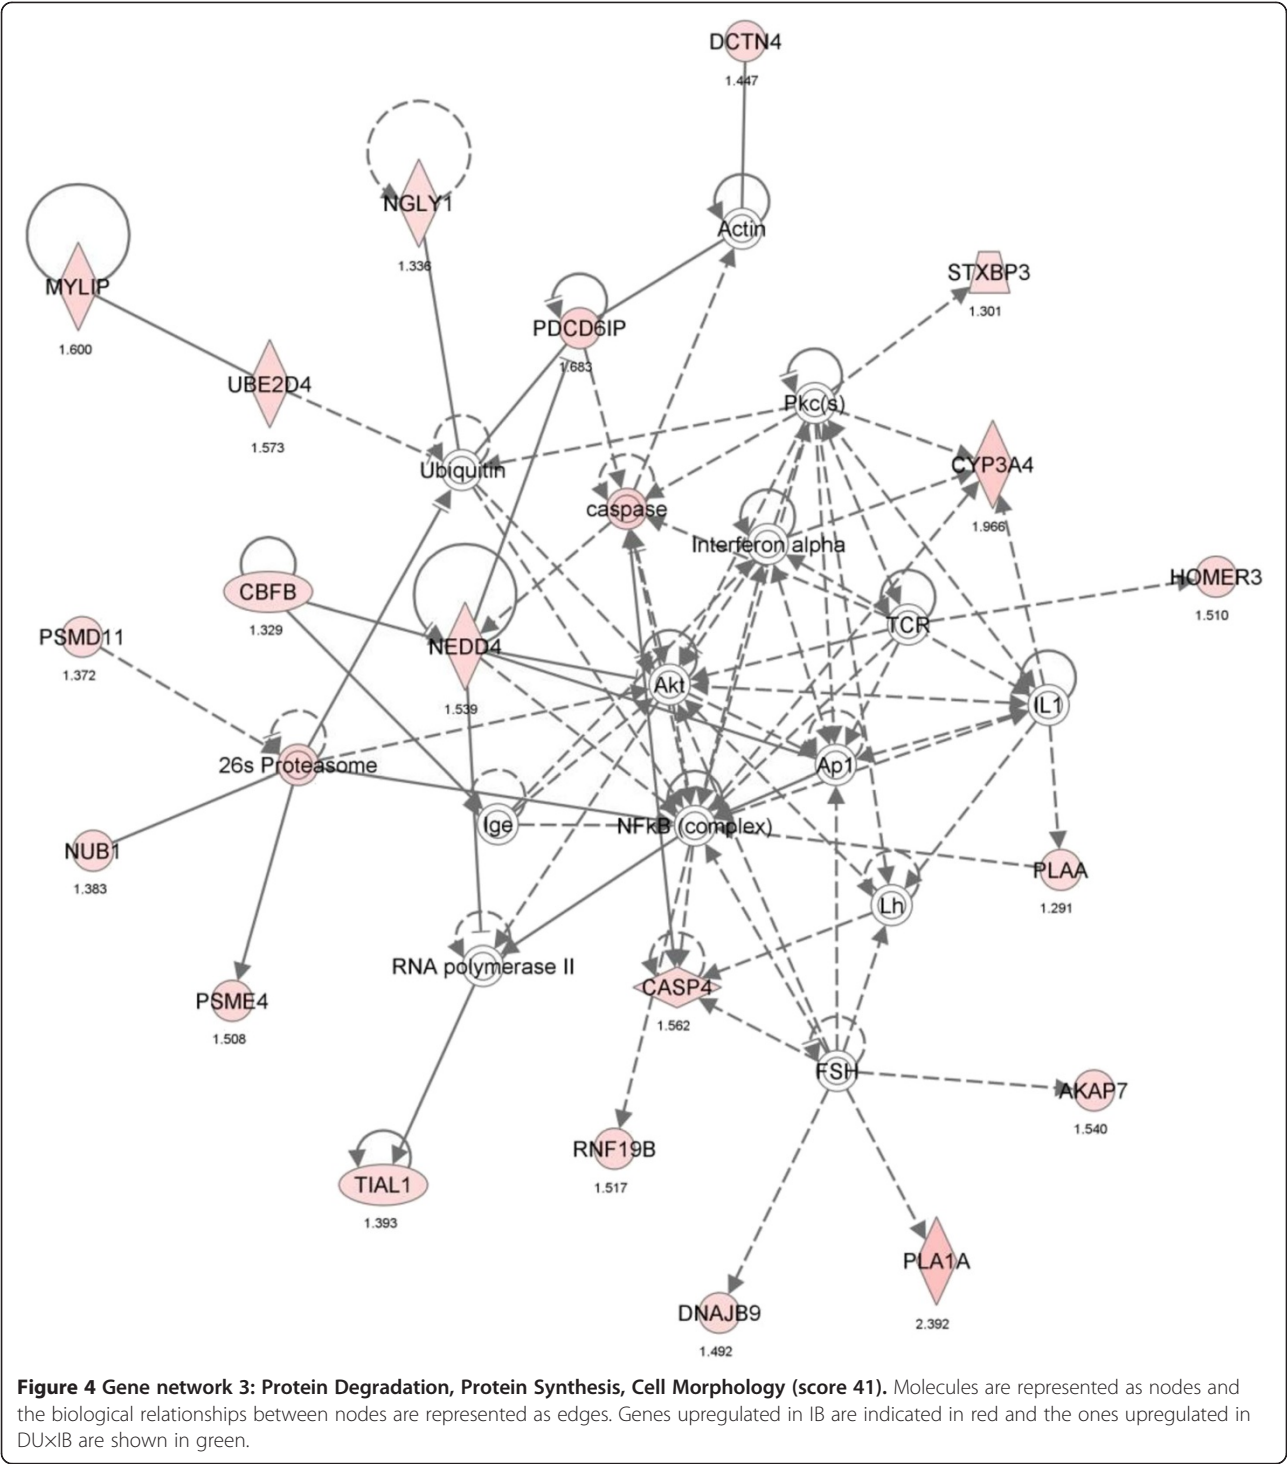 DCTN4
1.447
NGLY1
1.336
Actin
MYLIP
1.600
STXBP3
1.301
PDCD6IP
1.683
UBE2D4
1.573
Pkc(s)
Ubiquitin
CYP3A4
1.966
caspase
Interferon alpha
CBFB
1.329
HOMER3
1.510
PSMD11
1.372
NEDD4
1.539
TCR
Akt
IL1
26s Proteasome
Ap1
Ige
NFkB (complex)
NUB1
1.383
PLAA
1.291
Lh
RNA polymerase II
CASP4
1.562
PSME4
1.508
FSH
AKAP7
1.540
RNF19B
1.517
TIAL1
1.393
PLA1A
2.392
DNAJB9
1.492
Figure 4 Gene network 3: Protein Degradation, Protein Synthesis, Cell Morphology (score 41). Molecules are represented as nodes and
the biological relationships between nodes are represented as edges. Genes upregulated in IB are indicated in red and the ones upregulated in
DU×IB are shown in green.